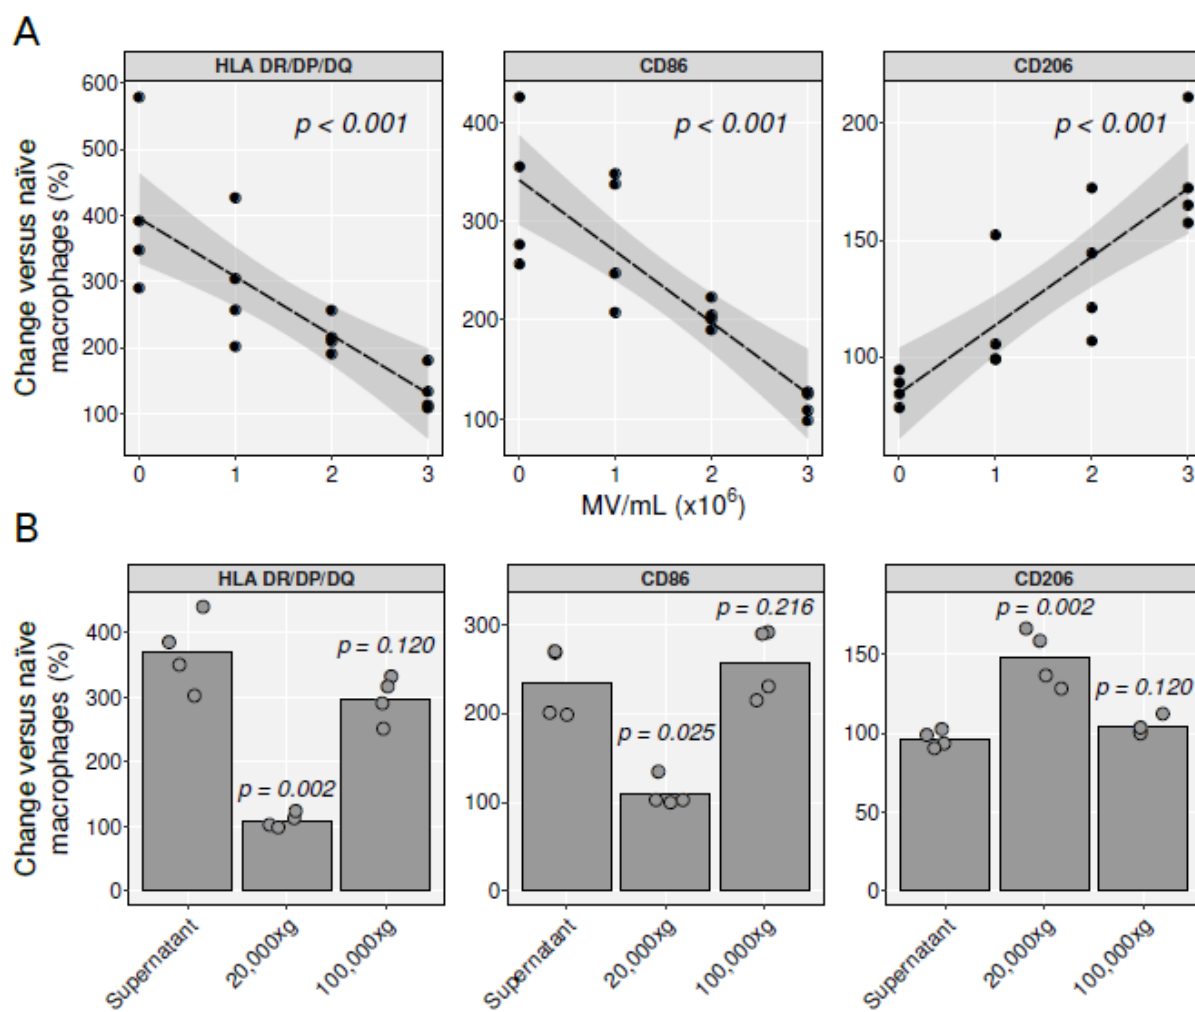 A
HLA DR/DP/DQ
CD86
CD206
Change versus naïve
macrophages (%)
600
500
400
300
200
100
p < 0.001
0 1 2 3
400
300
200
100
p < 0.001
0 1 2 3
200
150
100
p < 0.001
0 1 2 3
MV/mL (x10⁶)
B
HLA DR/DP/DQ
CD86
CD206
Change versus naïve
macrophages (%)
400
300
200
100
0
p = 0.002
p = 0.120
Supernatant
20,000xg
100,000xg
300
200
100
0
p = 0.025
p = 0.216
Supernatant
20,000xg
100,000xg
150
100
50
0
p = 0.002
p = 0.120
Supernatant
20,000xg
100,000xg